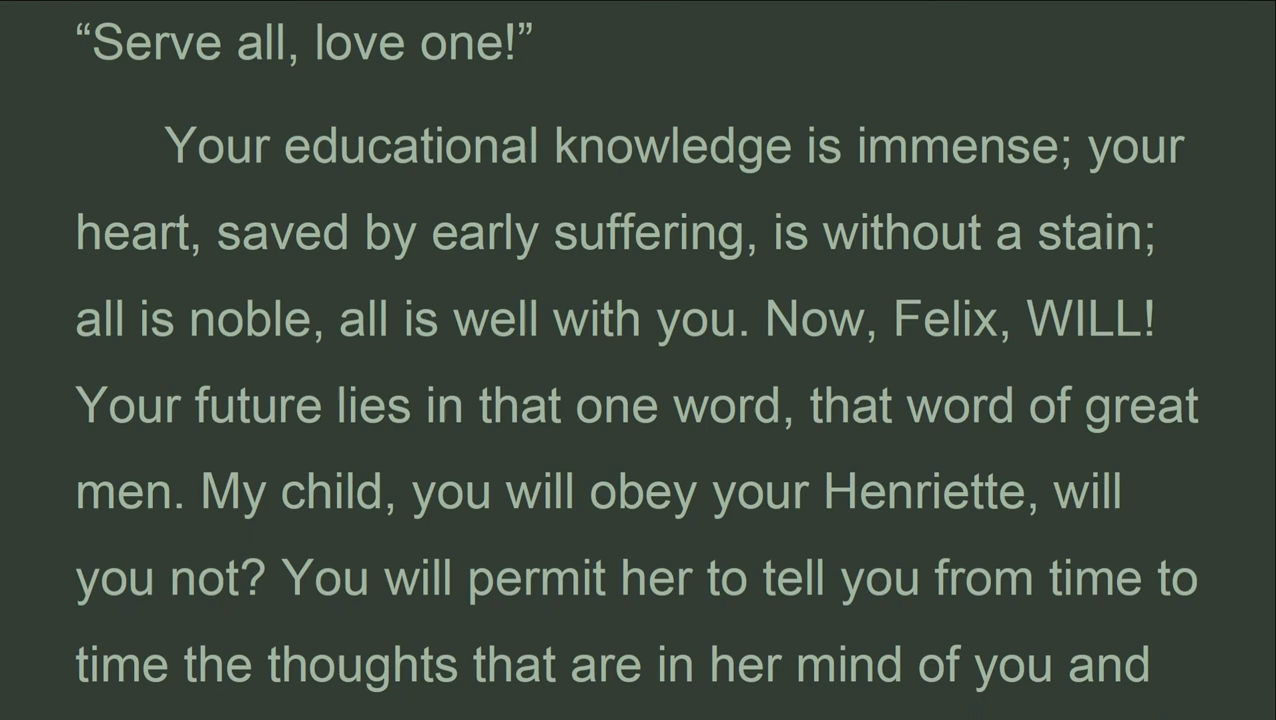 “Serve all, love one!”
Your educational knowledge is immense; your
heart, saved by early suffering, is without a stain;
all is noble, all is well with you. Now, Felix, WILL!
Your future lies in that one word, that word of great
men. My child, you will obey your Henriette, will
you not? You will permit her to tell you from time to
time the thoughts that are in her mind of you and